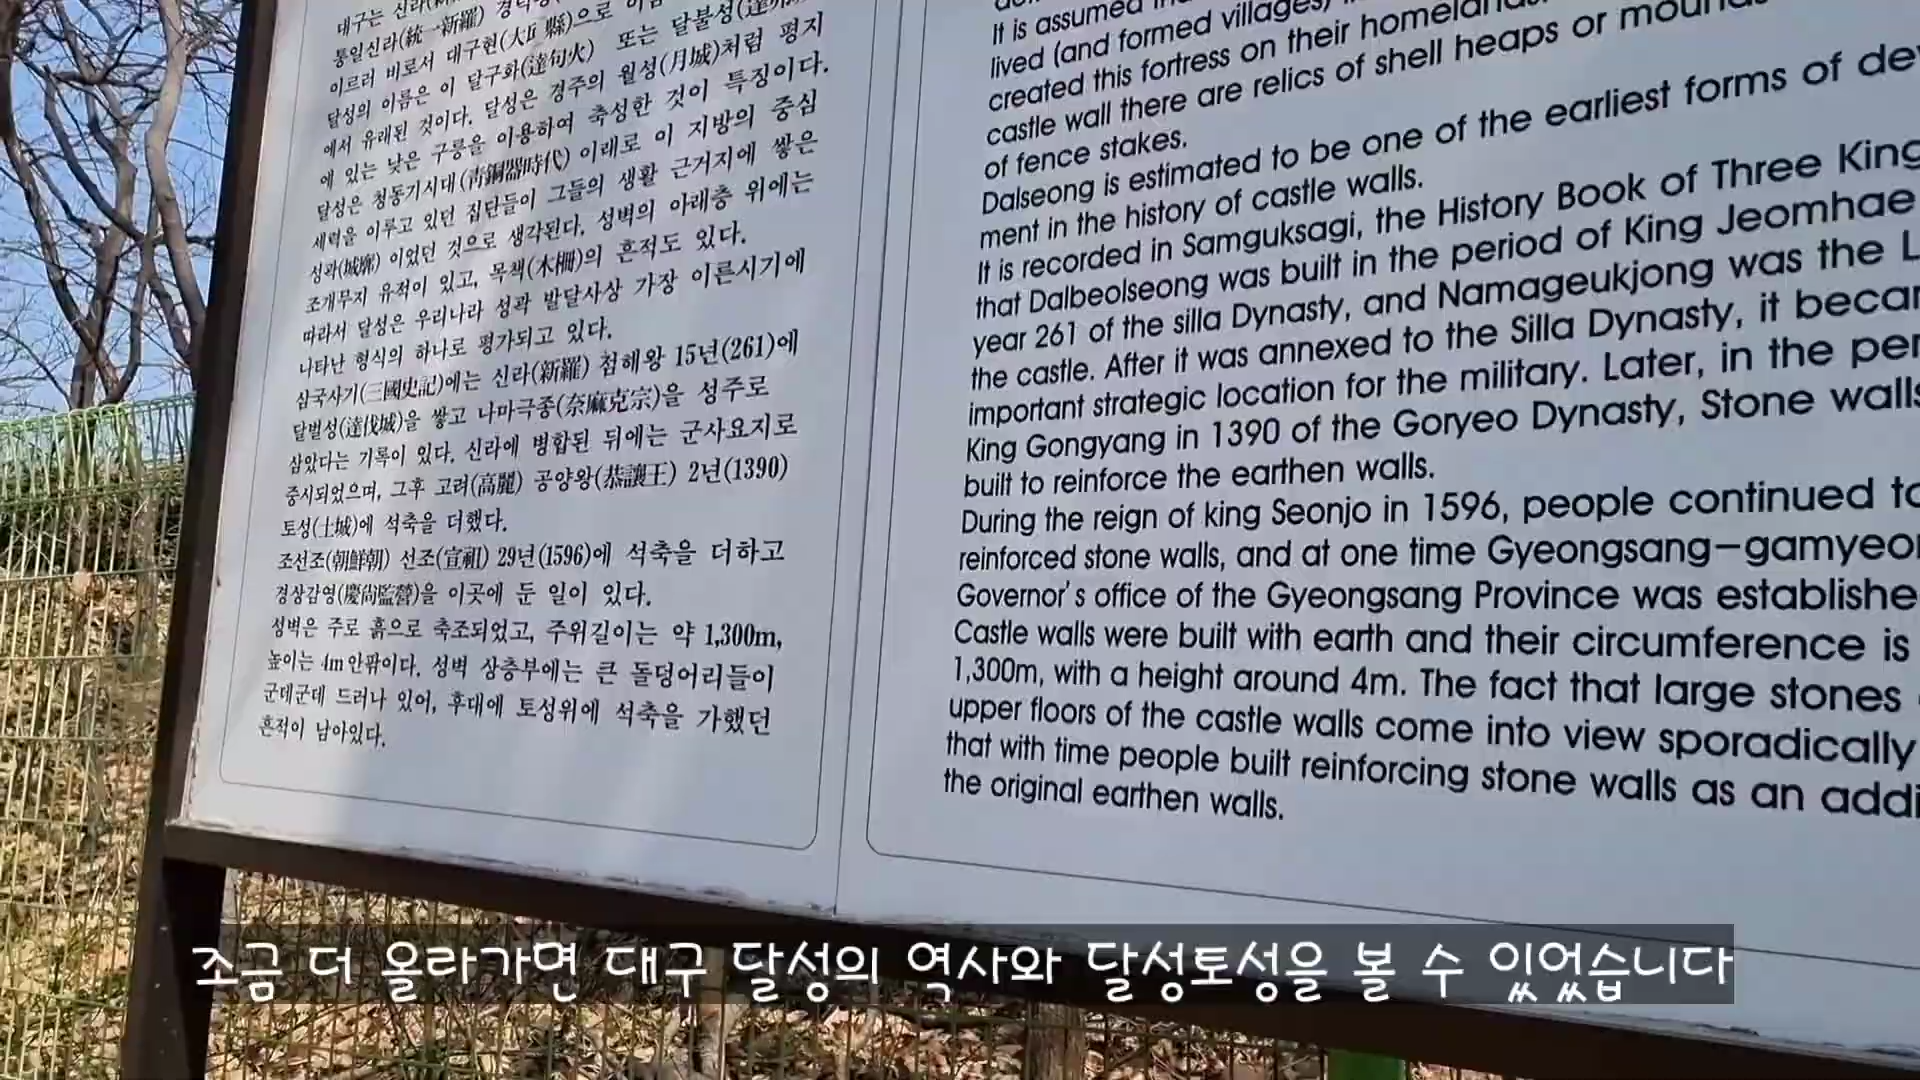 대구는 신라(新羅)
통일신라(統一新羅)
이르러 비로소 대구현(大丘縣)으로
달성의 이름은 이 달구화(達句火) 또는 달불성
에서 유래된 것이다. 달성은 경주의 월성(月城)처럼 평지
에 있는 낮은 구릉을 이용하여 축성한 것이 특징이다.
달성은 청동기시대(靑銅器時代) 이래로 이 지방의 중심
세력을 이루고 있던 집단들이 그들의 생활 근거지에 쌓은
성곽(城廓) 이었던 것으로 생각된다, 성벽의 아래층 위에는
조개무지 유적이 있고, 목책(木柵)의 흔적도 있다.
따라서 달성은 우리나라 성곽 발달사상 가장 이른시기에
나타난 형식의 하나로 평가되고 있다.
삼국사기(三國史記)에는 신라(新羅) 첨해왕 15년(261)에
달벌성(達伐城)을 쌓고 나마극종(奈麻克宗)을 성주로
삼았다는 기록이 있다. 신라에 병합된 뒤에는 군사요지로
중시되었으며, 그후 고려(高麗) 공양왕(恭讓王) 2년(1390)
토성(土城)에 석축을 더했다.
조선조(朝鮮朝) 선조(宣祖) 29년(1596)에 석축을 더하고
경상감영(慶尙監營)을 이곳에 둔 일이 있다.
성벽은 주로 흙으로 축조되었고, 주위길이는 약 1,300m,
높이는 4m 안팎이다. 성벽 상층부에는 큰 돌덩어리들이
군데군데 드러나 있어, 후대에 토성위에 석축을 가했던
흔적이 남아있다.
It is assumed
lived (and formed villages)
created this fortress on their
castle wall there are relics of shell heaps or
of fence stakes.
Dalseong is estimated to be one of the earliest forms of
ment in the history of castle walls.
It is recorded in Samguksagi, the History Book of Three
that Dalbeolseong was built in the period of King Jeomhae
year 261 of the silla Dynasty, and Namageukjong was the
the castle. After it was annexed to the Silla Dynasty, it
important strategic location for the military. Later, in the
King Gongyang in 1390 of the Goryeo Dynasty, Stone
built to reinforce the earthen walls.
During the reign of king Seonjo in 1596, people continued
reinforced stone walls, and at one time
Governor's office of the Gyeongsang Province was
Castle walls were built with earth and their circumference is
1,300m, with a height around 4m. The fact that large stones
upper floors of the castle walls come into view sporadically
that with time people built reinforcing stone walls as an
the original earthen walls.
조금 더 올라가면 대구 달성의 역사와 달성토성을 볼 수 있었습니다